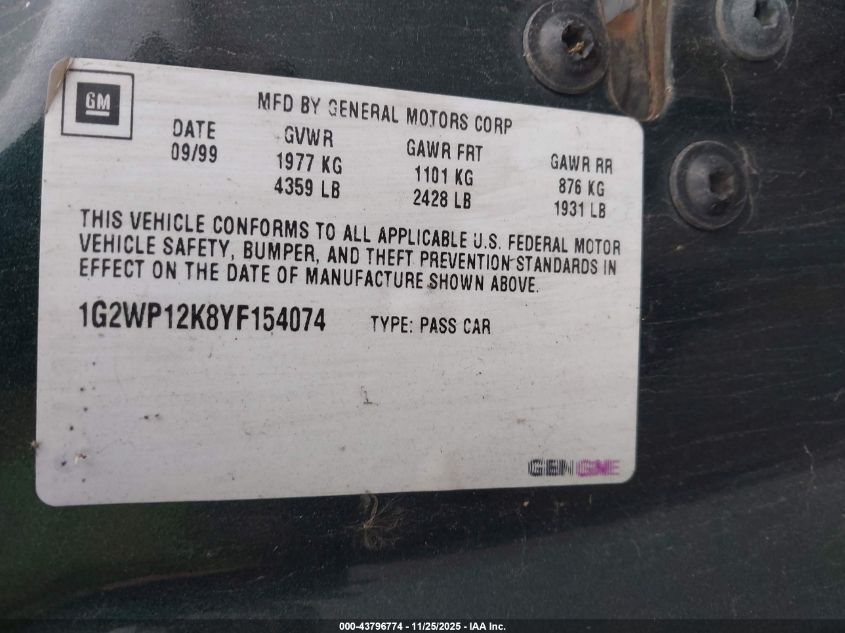 GM
MFD BY GENERAL MOTORS CORP
DATE GVWR GAWR FRT GAWR RR
09/99 1977 KG 1101 KG 876 KG
4359 LB 2428 LB 1931 LB
THIS VEHICLE CONFORMS TO ALL APPLICABLE U.S. FEDERAL MOTOR
VEHICLE SAFETY, BUMPER, AND THEFT PREVENTION STANDARDS IN
EFFECT ON THE DATE OF MANUFACTURE SHOWN ABOVE.
1G2WP12K8YF154074 TYPE: PASS CAR
000-43796774 - 11/25/2025 - IAA Inc.